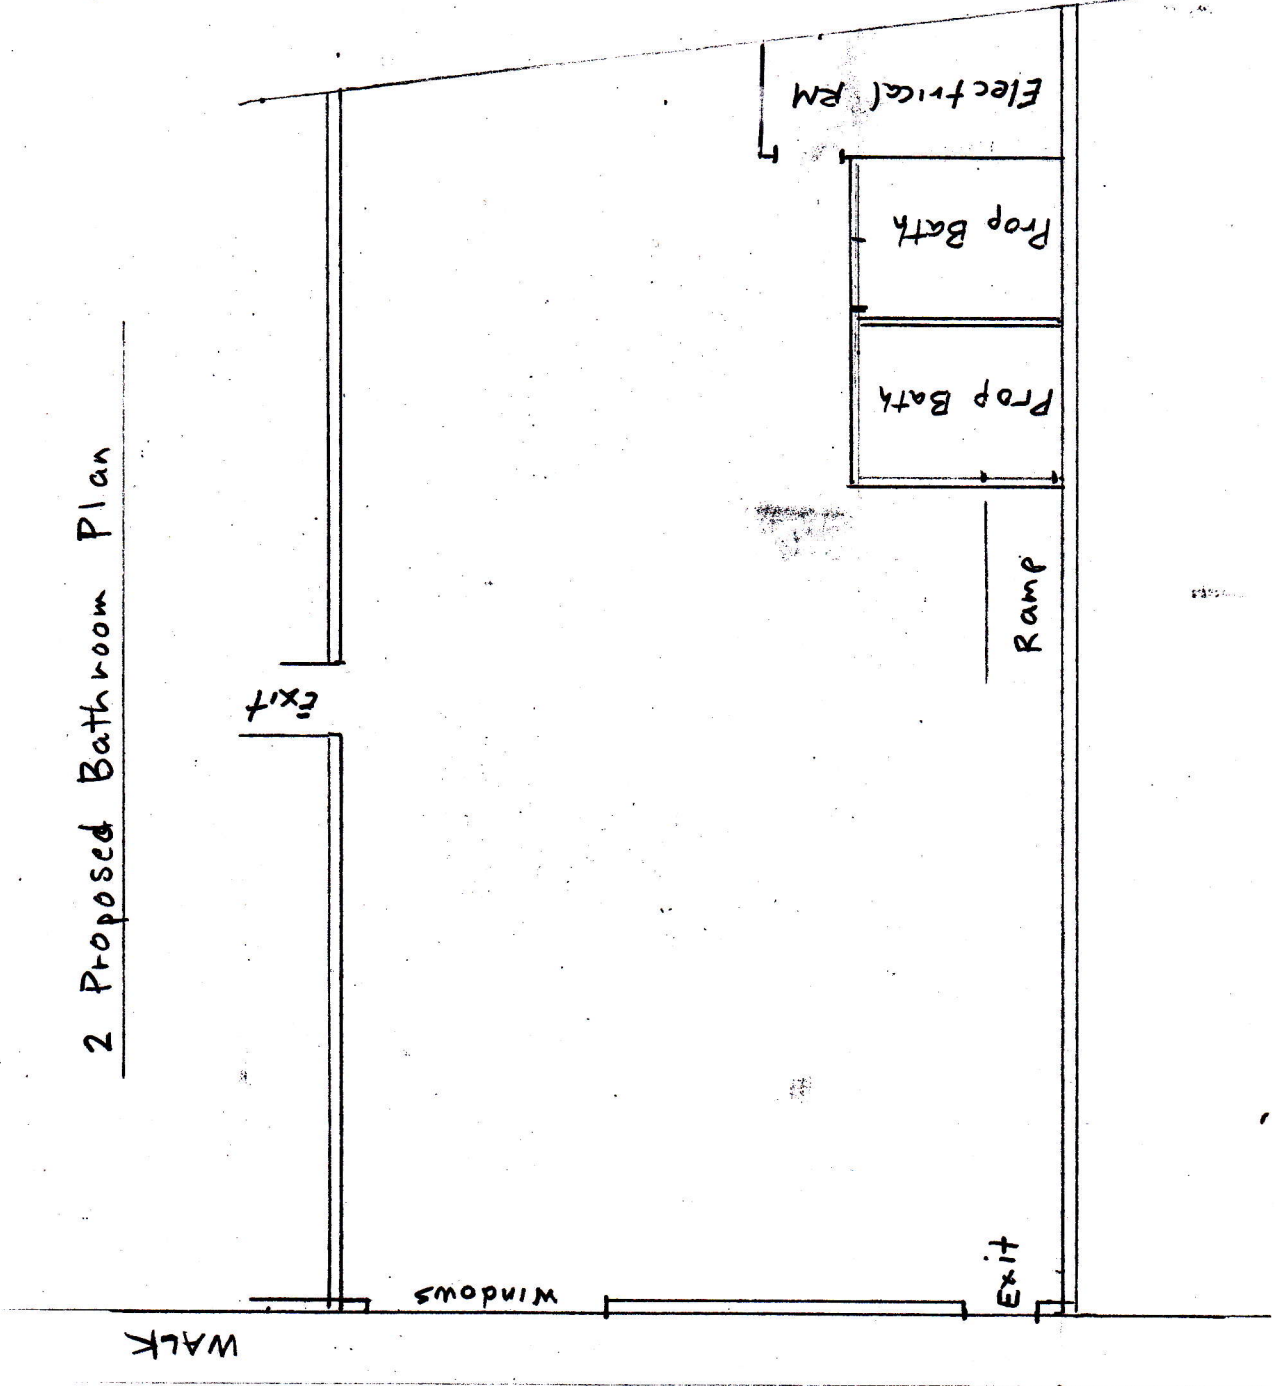 2 Proposed Bathroom Plan
Electrical RM
Prop Bath
Prop Bath
Ramp
Exit
Exit
Windows
WALK